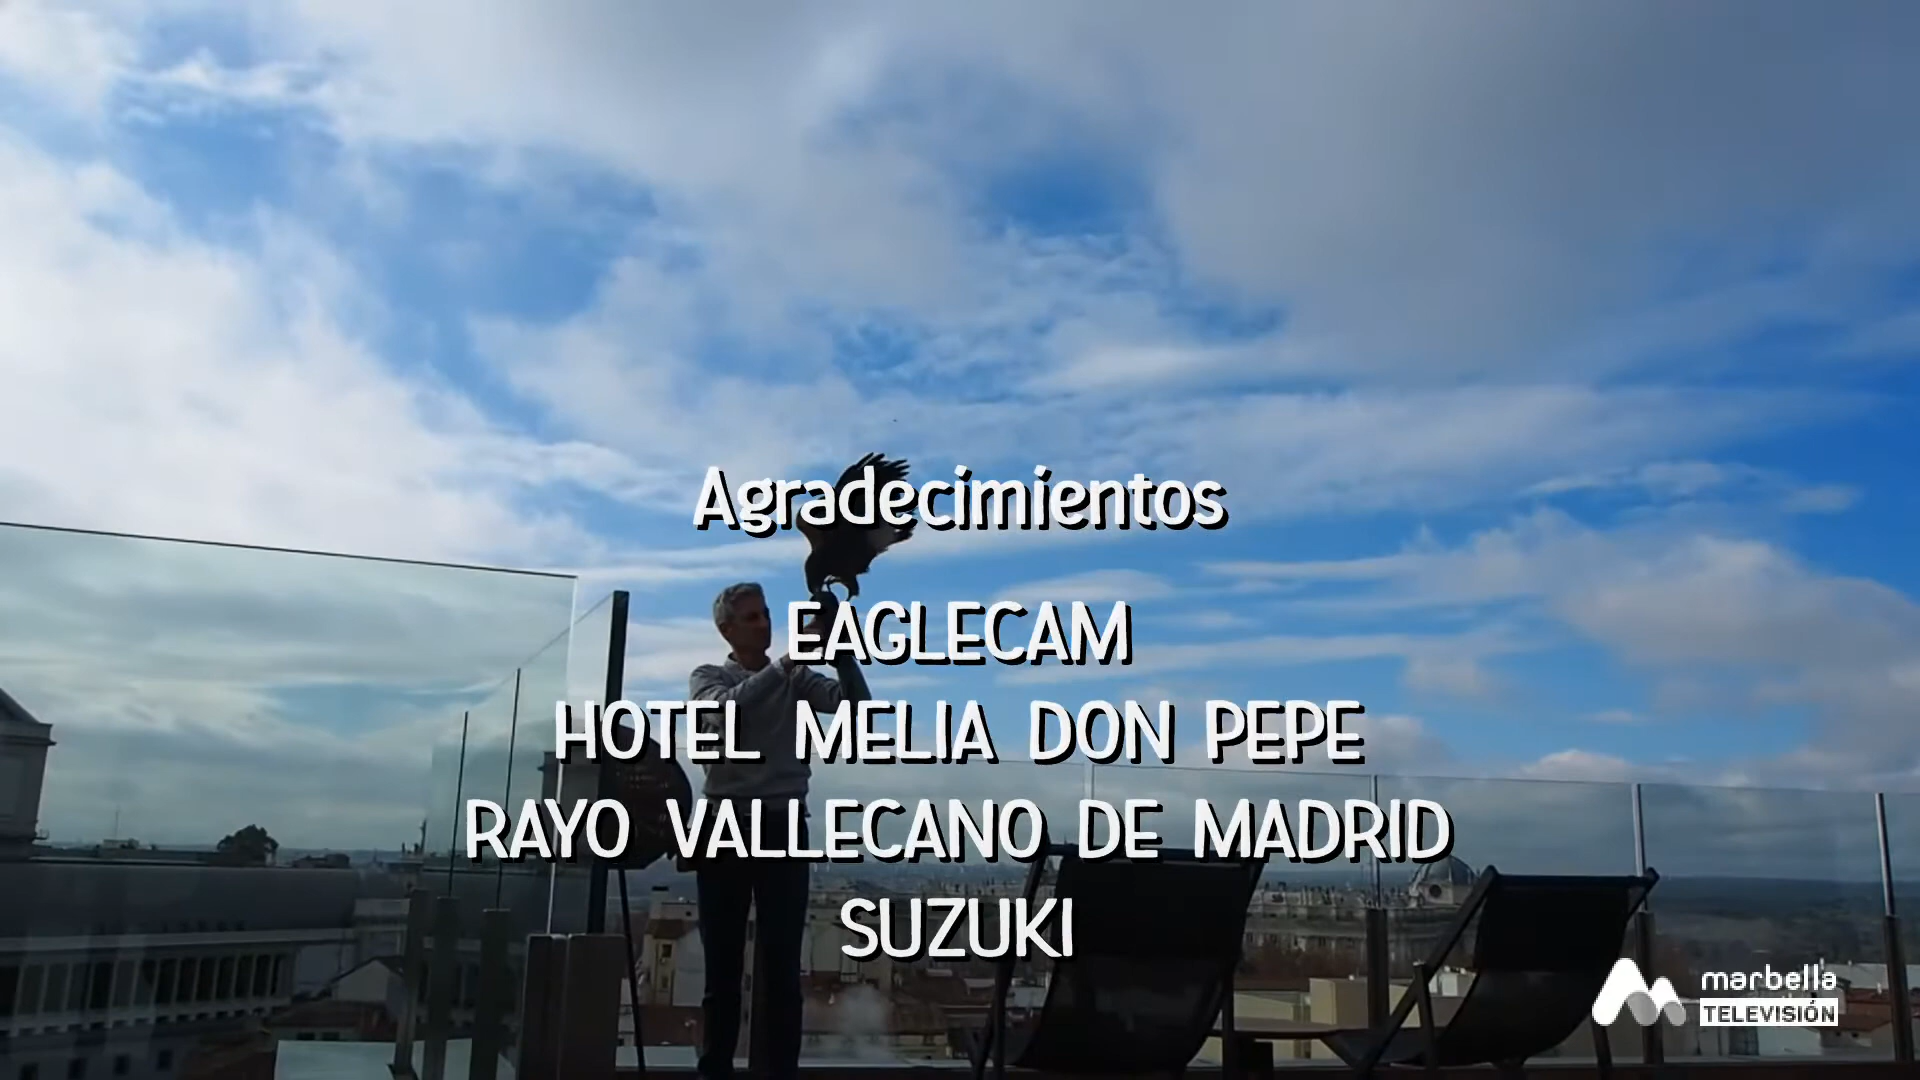 Agradecimientos
EAGLECAM
HOTEL MELIA DON PEPE
RAYO VALLECANO DE MADRID
SUZUKI
marbella
TELEVISIÓN